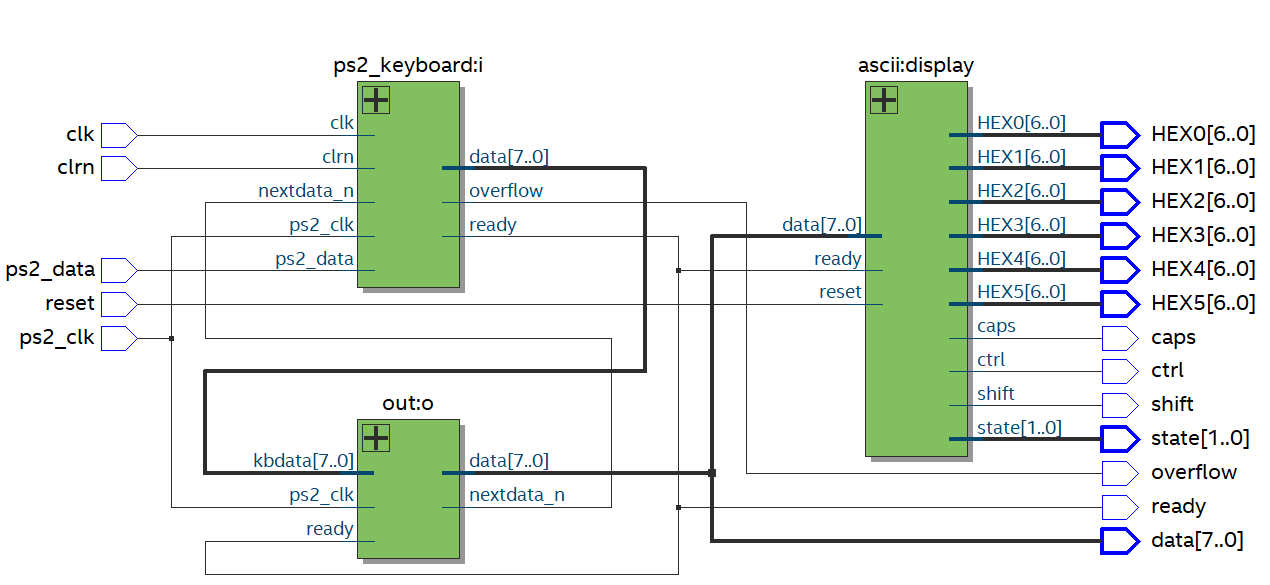 ps2_keyboard:i
ascii:display
clk
clk
HEX0[6..0]
HEX0[6..0]
clrn
clrn
data[7..0]
HEX1[6..0]
HEX1[6..0]
nextdata_n
overflow
HEX2[6..0]
HEX2[6..0]
ps2_clk
ready
data[7..0]
HEX3[6..0]
HEX3[6..0]
ps2_data
ps2_data
ready
HEX4[6..0]
HEX4[6..0]
reset
reset
HEX5[6..0]
HEX5[6..0]
ps2_clk
caps
caps
ctrl
ctrl
out:o
shift
shift
state[1..0]
state[1..0]
kbdata[7..0]
data[7..0]
overflow
ps2_clk
nextdata_n
ready
ready
data[7..0]